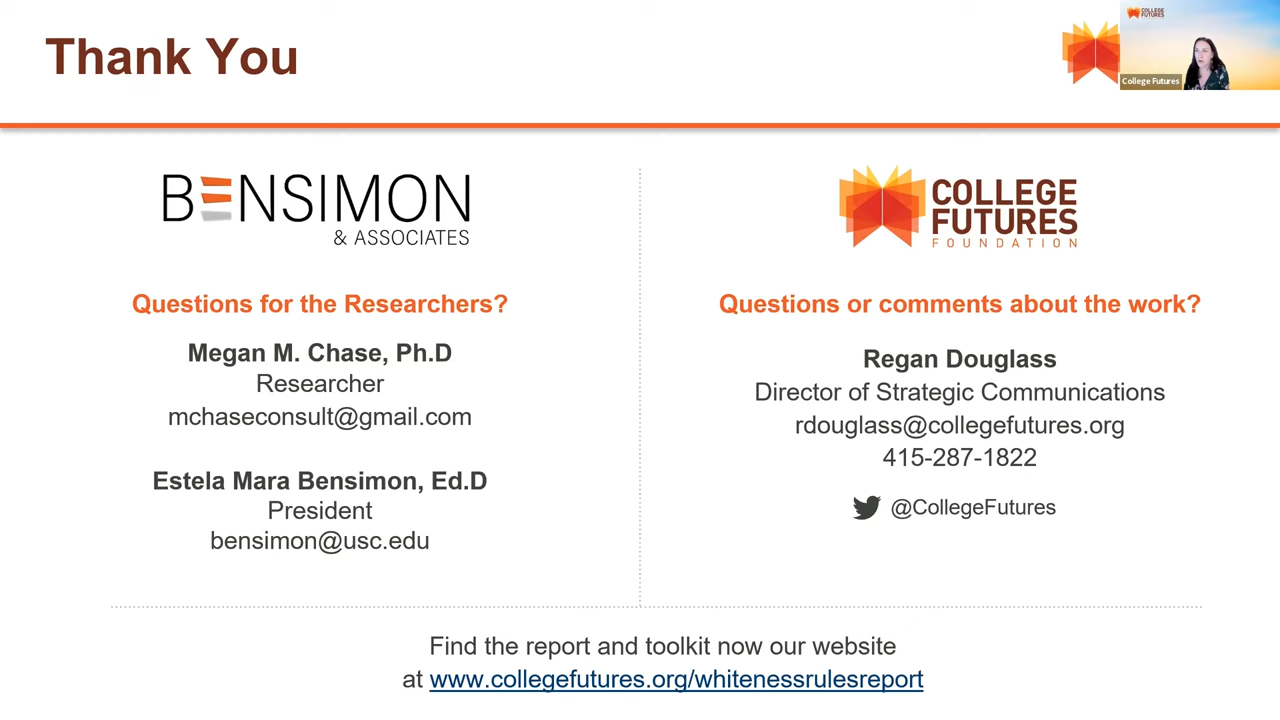 Thank You
COLLEGE
FUTURES
College Futures
BENSIMON
& ASSOCIATES
Questions for the Researchers?
Megan M. Chase, Ph.D
Researcher
mchaseconsult@gmail.com
Estela Mara Bensimon, Ed.D
President
bensimon@usc.edu
COLLEGE
FUTURES
FOUNDATION
Questions or comments about the work?
Regan Douglass
Director of Strategic Communications
rdouglass@collegefutures.org
415-287-1822
@CollegeFutures
Find the report and toolkit now our website
at www.collegefutures.org/whitenessrulesreport